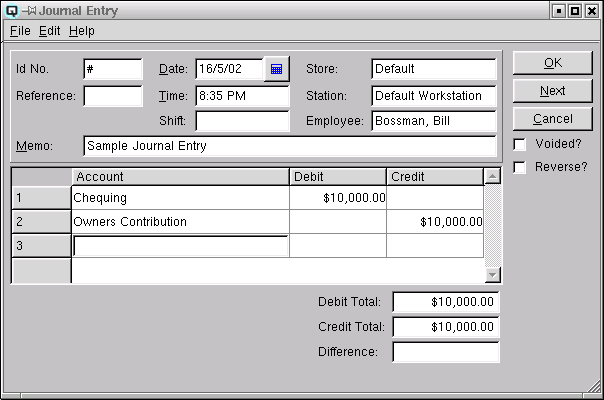 Journal Entry
File Edit Help
Id No. # Date: 16/5/02 Store: Default OK
Reference: Time: 8:35 PM Station: Default Workstation Next
Shift: Employee: Bossman, Bill Cancel
Memo: Sample Journal Entry Voided?
Reverse?
Account Debit Credit
1 Chequing $10,000.00
2 Owners Contribution $10,000.00
3
Debit Total: $10,000.00
Credit Total: $10,000.00
Difference: